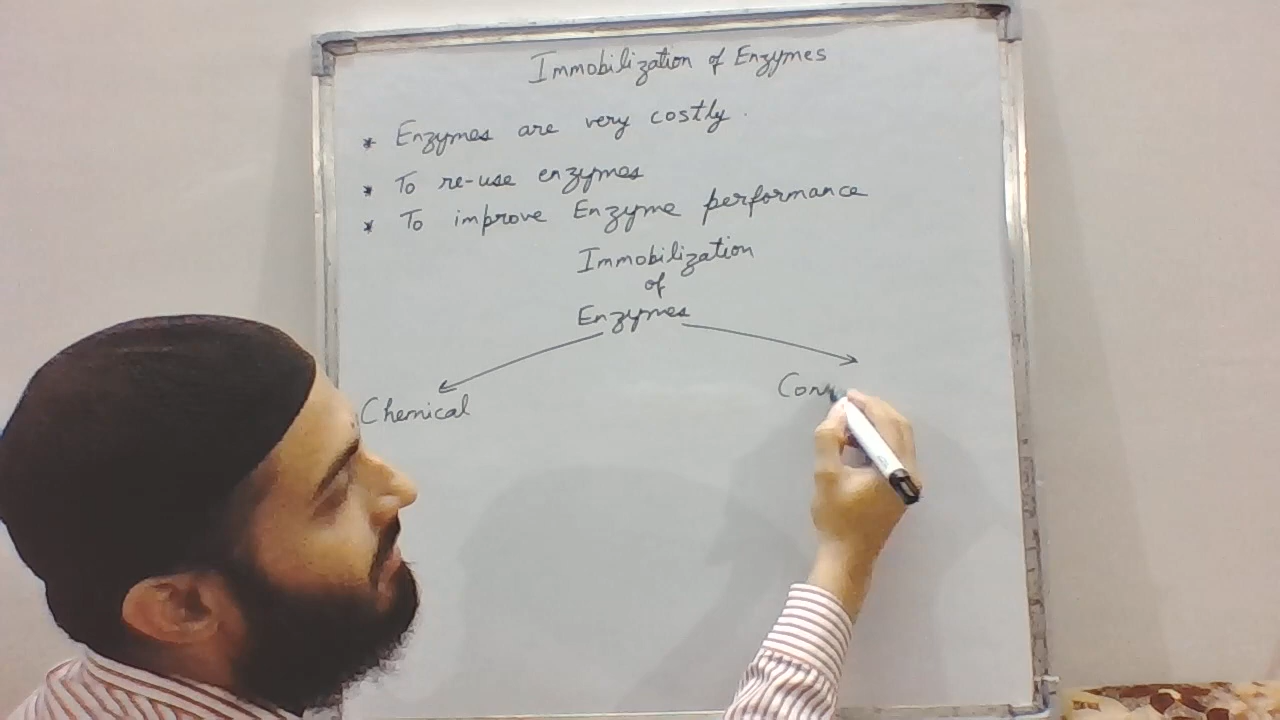 Immobilization of Enzymes
* Enzymes are very costly.
* To re-use enzymes
* To improve Enzyme performance
Immobilization
of
Enzymes
Chemical